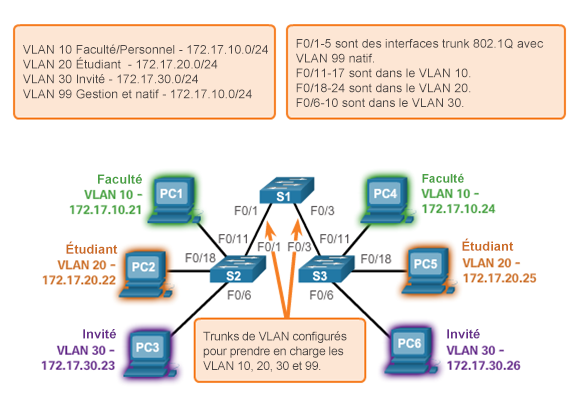 VLAN 10 Faculté/Personnel - 172.17.10.0/24
VLAN 20 Étudiant - 172.17.20.0/24
VLAN 30 Invité - 172.17.30.0/24
VLAN 99 Gestion et natif - 172.17.10.0/24
F0/1-5 sont des interfaces trunk 802.1Q avec
VLAN 99 natif.
F0/11-17 sont dans le VLAN 10.
F0/18-24 sont dans le VLAN 20.
F0/6-10 sont dans le VLAN 30.
Faculté
VLAN 10 –
172.17.10.21
PC1
S1
PC4
Faculté
VLAN 10 –
172.17.10.24
F0/1
F0/3
F0/11
F0/1
F0/3
F0/11
Étudiant
VLAN 20 –
172.17.20.22
PC2
F0/18
S2
S3
F0/18
PC5
Étudiant
VLAN 20 –
172.17.20.25
F0/6
F0/6
Invité
VLAN 30 –
172.17.30.23
PC3
Trunks de VLAN configurés
pour prendre en charge les
VLAN 10, 20, 30 et 99.
PC6
Invité
VLAN 30 –
172.17.30.26